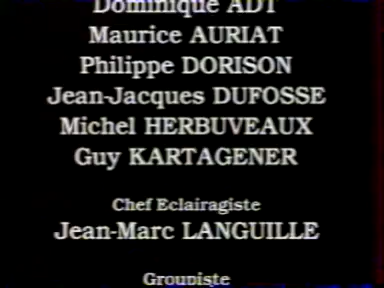 Dominique ADT
Maurice AURIAT
Philippe DORISON
Jean-Jacques DUFOSSE
Michel HERBUVEAUX
Guy KARTAGENER
Chef Eclairagiste
Jean-Marc LANGUILLE
Groupiste